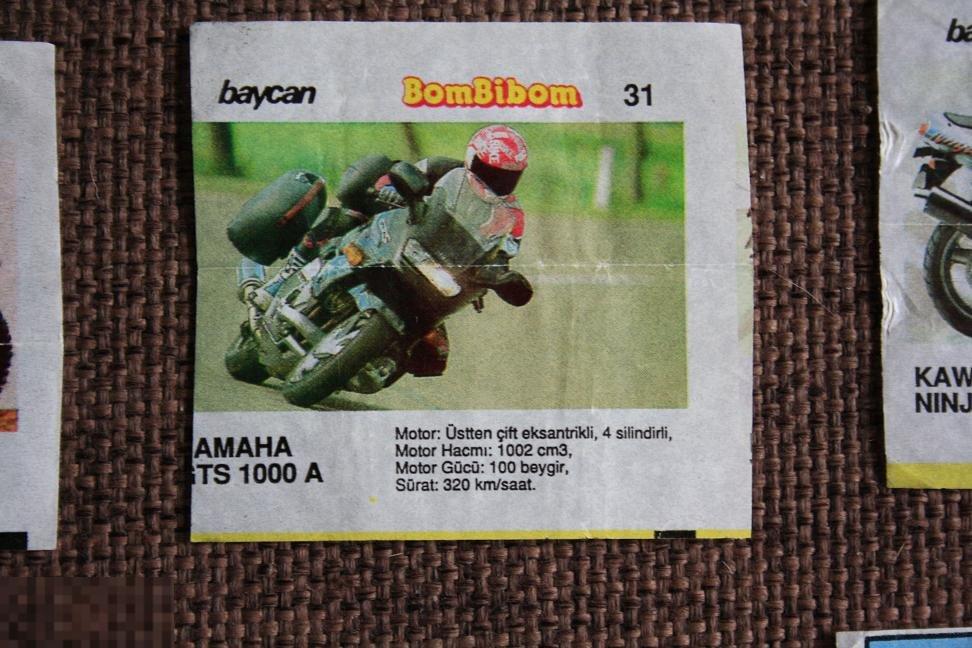 baycan BomBibom 31
AMAHA
TS 1000 A
Motor: Üstten çift eksantrikli, 4 silindirli,
Motor Hacmı: 1002 cm3,
Motor Gücü: 100 beygir,
Sürat: 320 km/saat.
ba
KAW
NINJ